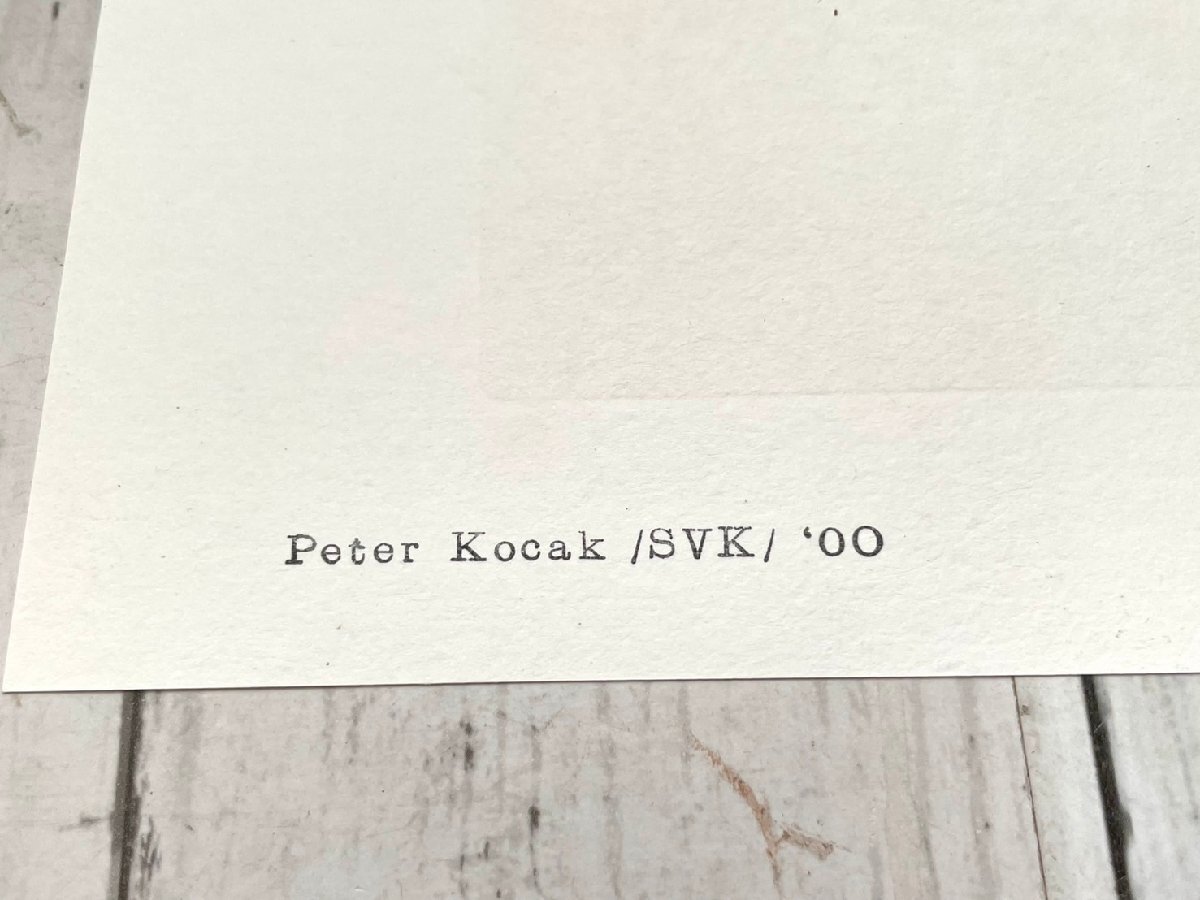 Peter Kocak /SVK/ ‘00